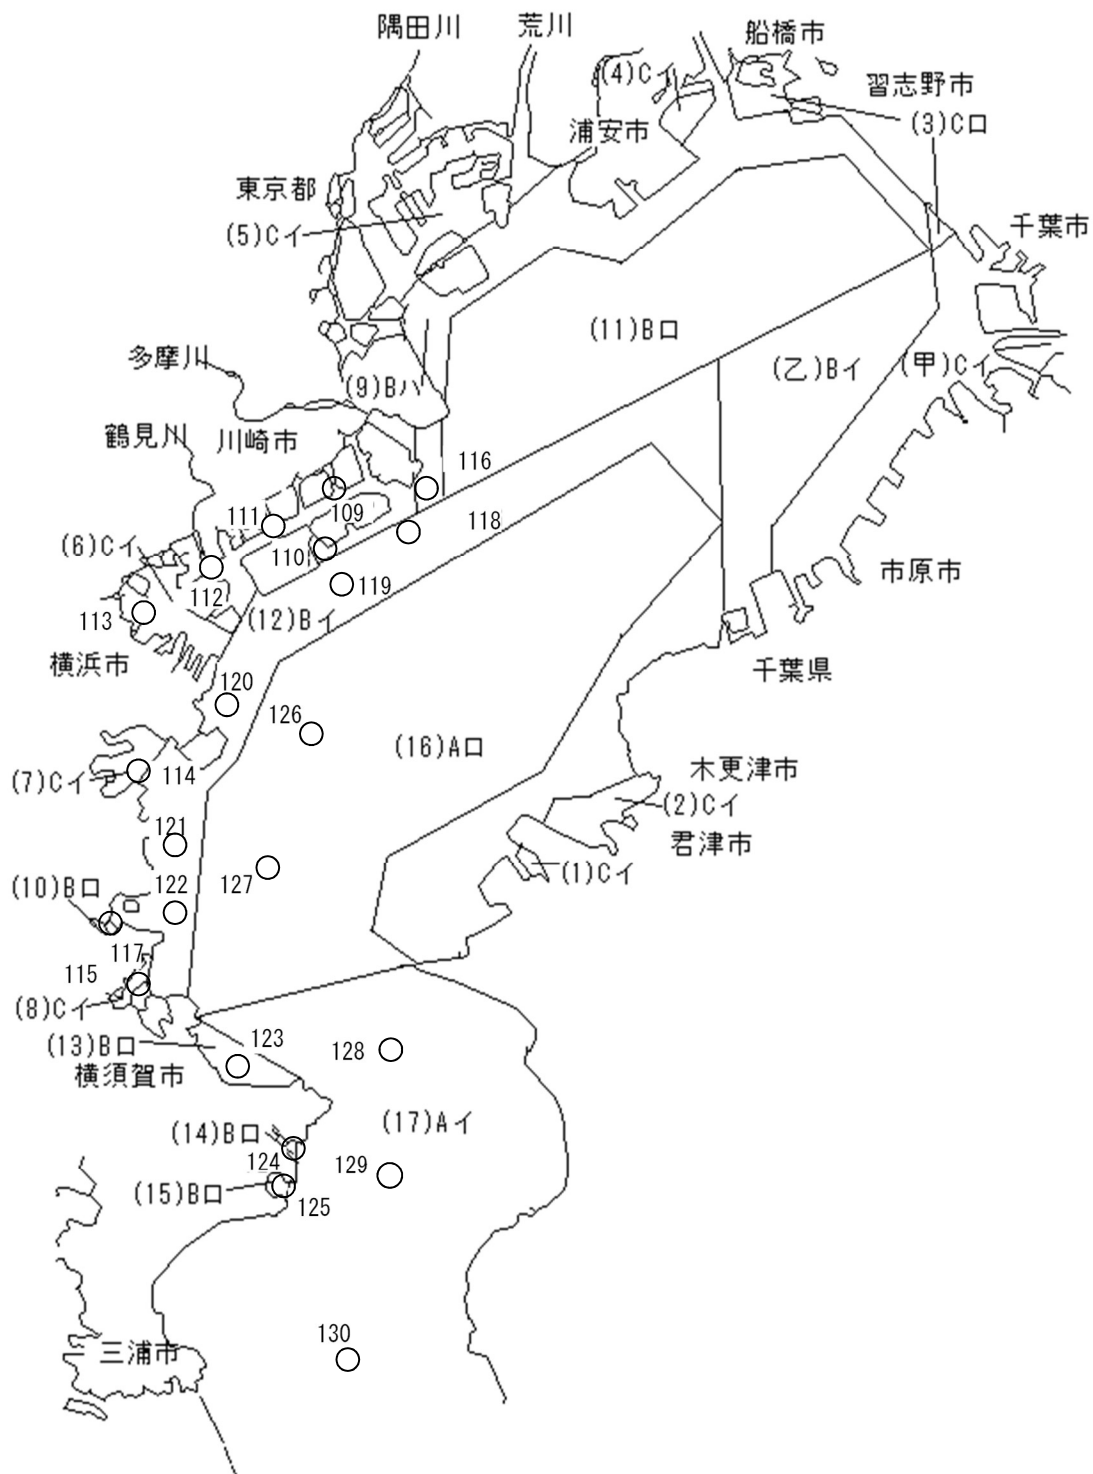 隅田川
荒川
船橋市
(4)Cイ
習志野市
(3)Cロ
浦安市
東京都
(5)Cイ
千葉市
(11)Bロ
多摩川
(9)Bハ
(乙)Bイ
(甲)Cイ
鶴見川
川崎市
116
111
109
118
(6)Cイ
110
112
119
市原市
113
(12)Bイ
横浜市
千葉県
120
126
(16)Aロ
(7)Cイ
114
木更津市
(2)Cイ
121
君津市
(10)Bロ
122
127
(1)Cイ
117
115
(8)Cイ
(13)Bロ
123
128
横須賀市
(14)Bロ
(17)Aイ
124
129
(15)Bロ
125
130
三浦市